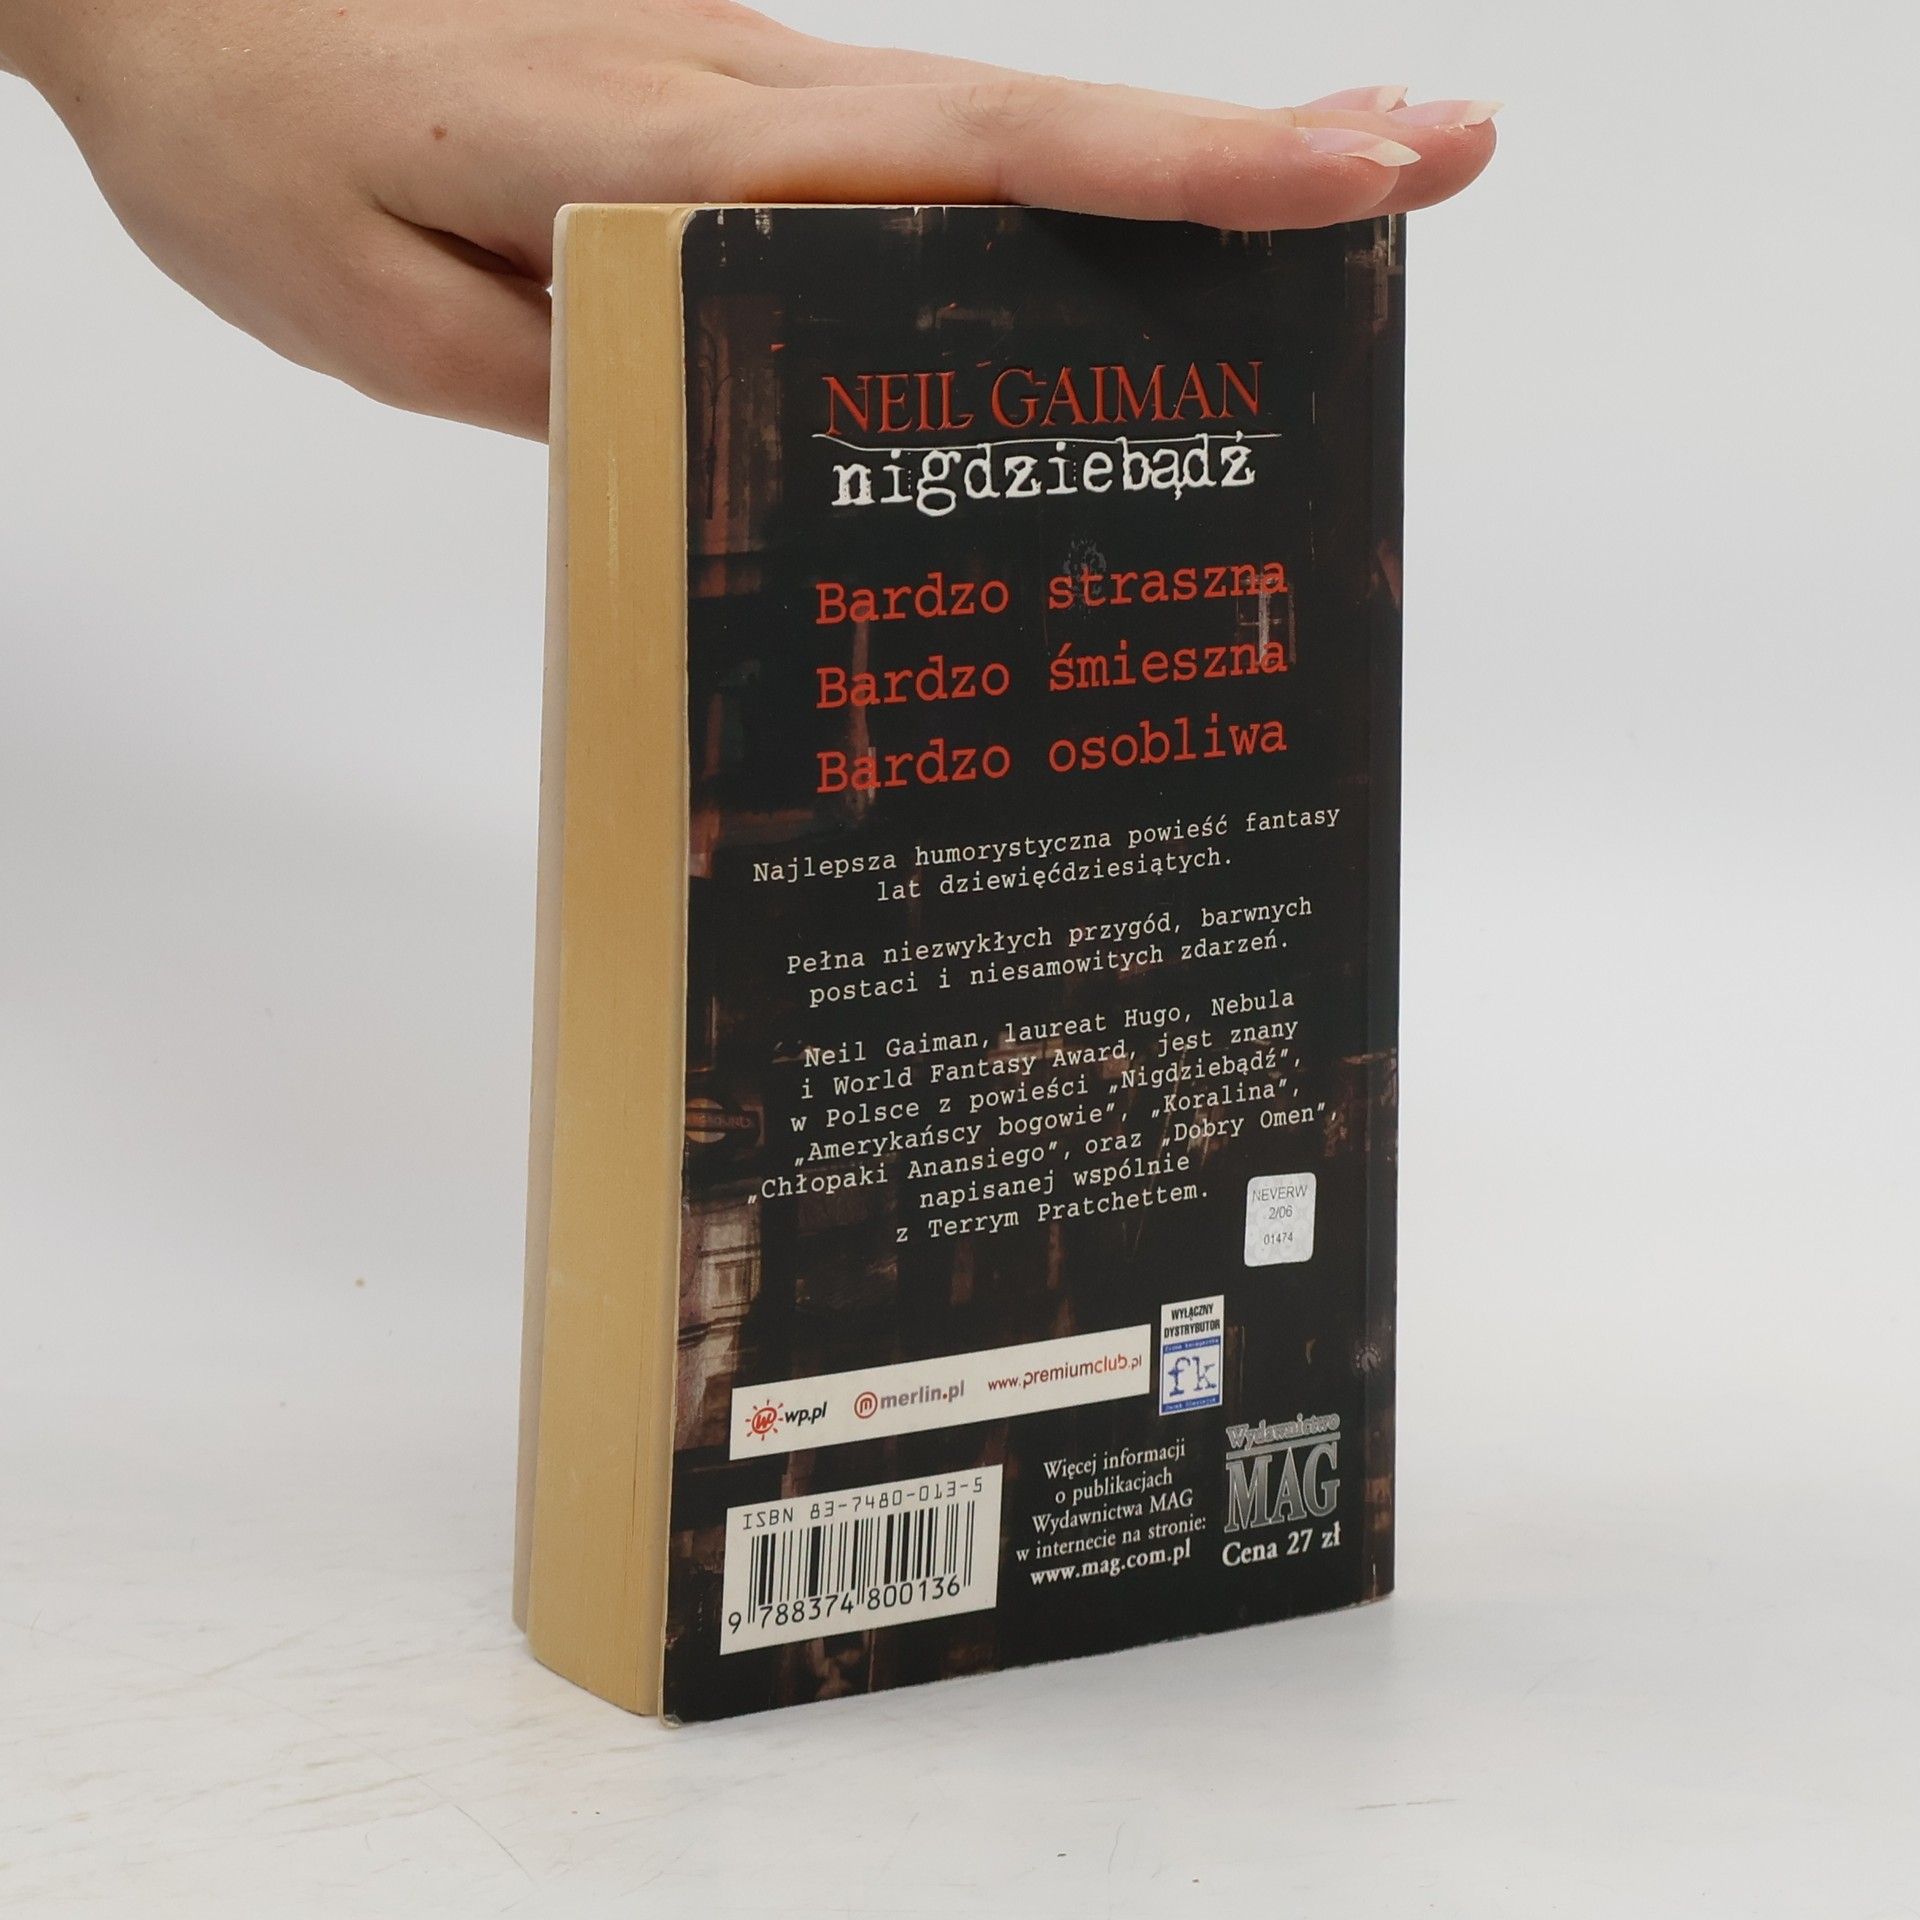 NEIL GAIMAN
nigdziebądź
Bardzo straszna
Bardzo śmieszna
Bardzo osobliwa
Najlepsza humorystyczna powieść fantasy
lat dziewięćdziesiątych.
Pełna niezwykłych przygód, barwnych
postaci i niesamowitych zdarzeń.
Neil Gaiman, laureat Hugo, Nebula
i World Fantasy Award, jest znany
w Polsce z powieści „Nigdziebądź”,
„Amerykańscy bogowie”, „Koralina”,
„Chłopaki Anansiego”, oraz „Dobry Omen”,
napisanej wspólnie
z Terrym Pratchettem.
NEVERW
2/06
01474
WYŁĄCZNY
DYSTRYBUTOR
fk
wp.pl merlin.pl www.premiumclub.pl
ISBN 83-7480-013-5
9 788374 800136
Więcej informacji
o publikacjach
Wydawnictwa MAG
w internecie na stronie:
www.mag.com.pl
Wydawnictwo
MAG
Cena 27 zł